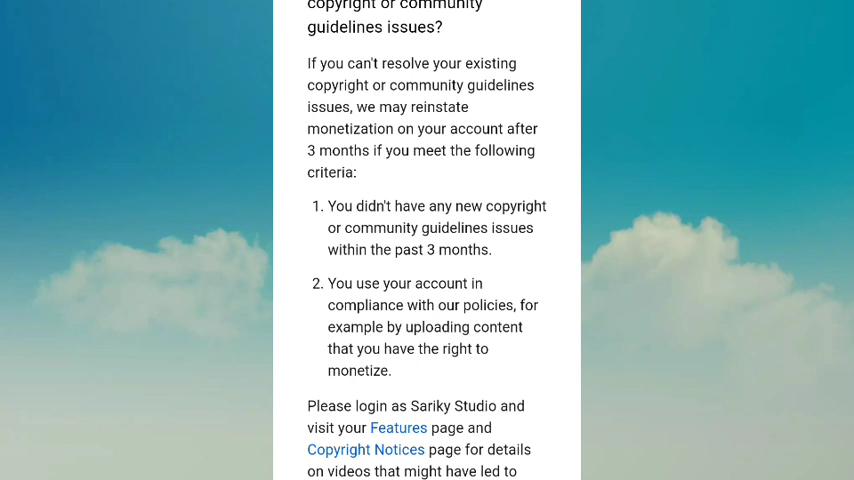 copyright or community
guidelines issues?
If you can't resolve your existing
copyright or community guidelines
issues, we may reinstate
monetization on your account after
3 months if you meet the following
criteria:
1. You didn't have any new copyright
or community guidelines issues
within the past 3 months.
2. You use your account in
compliance with our policies, for
example by uploading content
that you have the right to
monetize.
Please login as Sariky Studio and
visit your Features page and
Copyright Notices page for details
on videos that might have led to